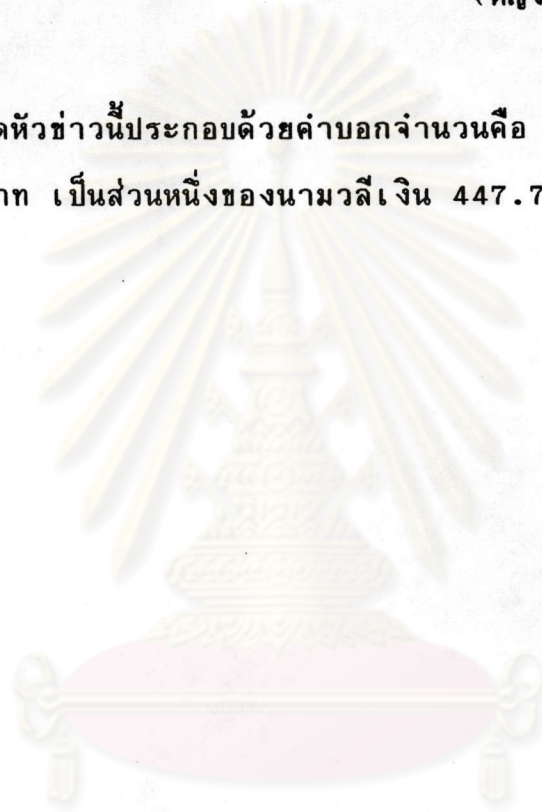 ดหัวข่าวนี้ประกอบด้วยคำบอกจำนวนคือ
าท เป็นส่วนหนึ่งของนามวลีเงิน 447.7